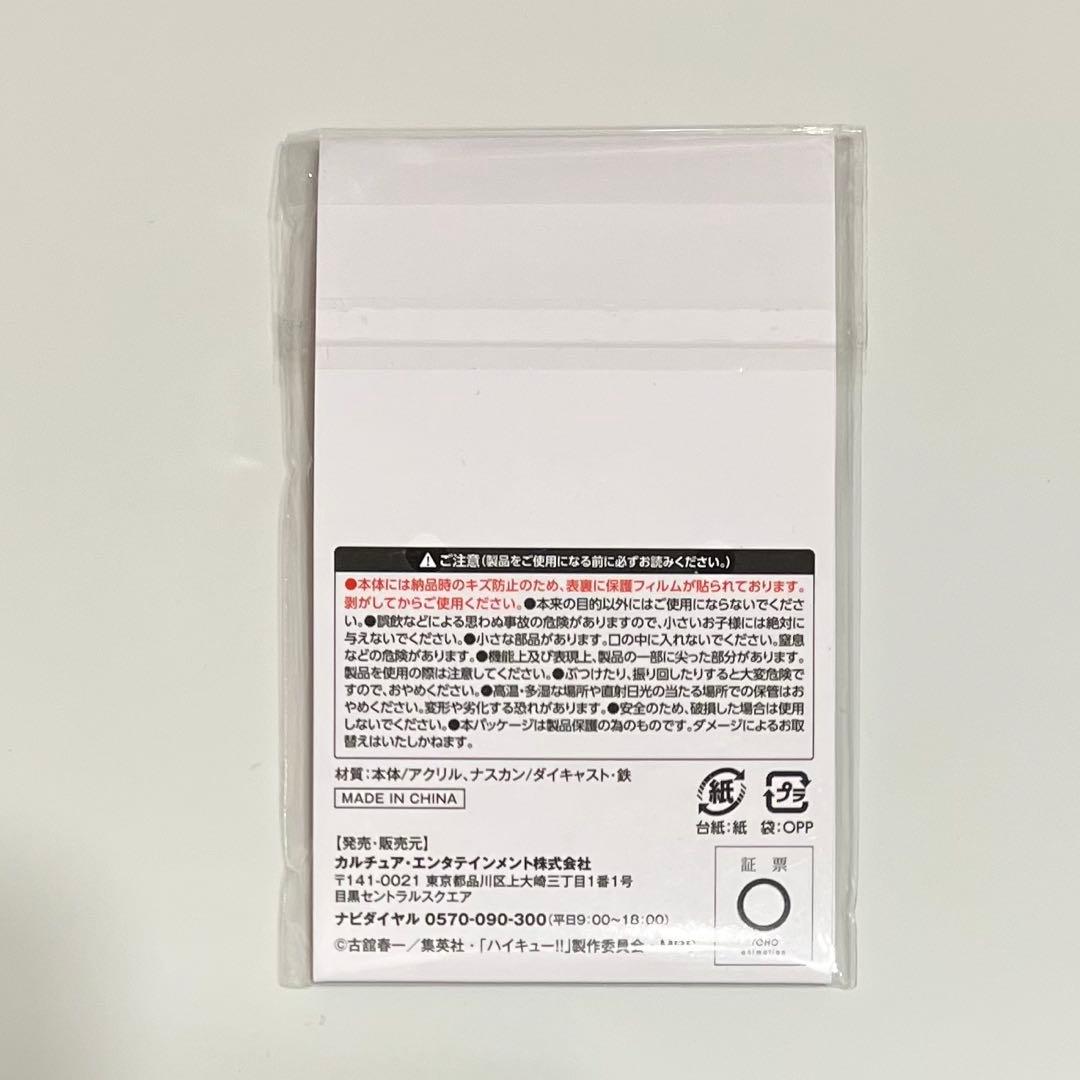 ご注意(製品をご使用になる前に必ずお読みください。)
●本体には納品時のキズ防止のため、表裏に保護フィルムが貼られております。
剥がしてからご使用ください。●本来の目的以外にはご使用にならないでくださ
い。●誤飲などによる思わぬ事故の危険がありますので、小さいお子様には絶対に
与えないでください。●小さな部品があります。口の中に入れないでください。窒息
などの危険があります。●機能上及び表現上、製品の一部に尖った部分があります。
製品を使用の際は注意してください。●ぶつけたり、振り回したりすると大変危険で
すので、おやめください。●高温・多湿な場所や直射日光の当たる場所での保管はお
やめください。変形や劣化する恐れがあります。●安全のため、破損した場合は使用
しないでください。●本パッケージは製品保護の為のものです。ダメージによるお取
替えはいたしかねます。
材質:本体/アクリル、ナスカン/ダイキャスト・鉄
MADE IN CHINA
紙
プラ
台紙:紙 袋:OPP
【発売・販売元】
カルチュア・エンタテインメント株式会社
〒141-0021 東京都品川区上大崎三丁目1番1号
目黒セントラルスクエア
ナビダイヤル 0570-090-300(平日9:00~18:00)
©古舘春一/集英社・「ハイキュー!!」製作委員会・
証票
TOHO
animation